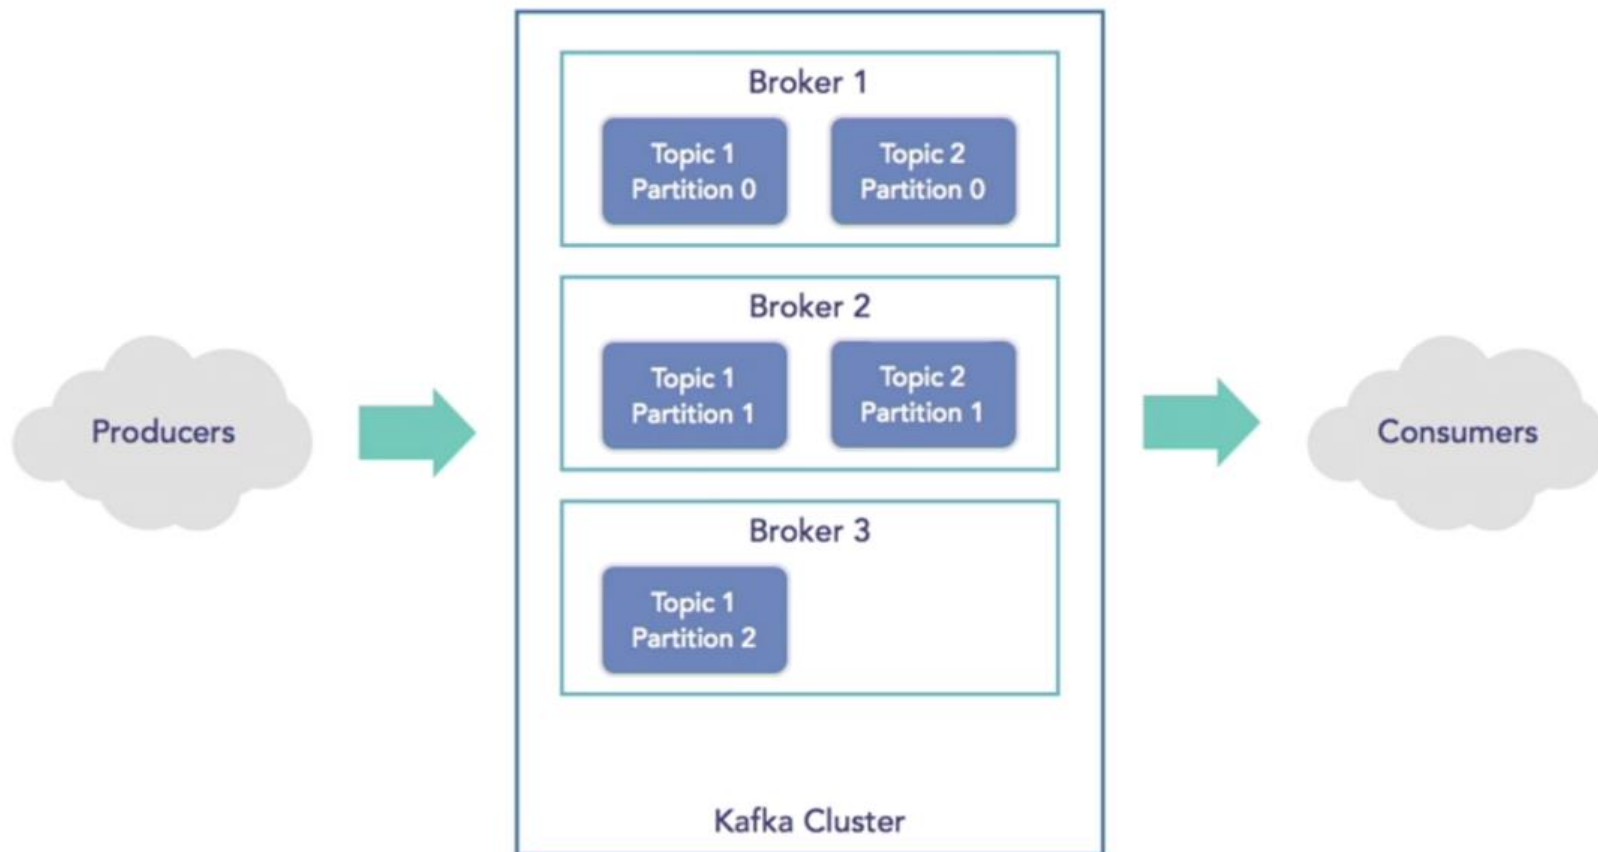 Broker 1
Topic 1
Partition 0
Topic 2
Partition 0
Broker 2
Topic 1
Partition 1
Topic 2
Partition 1
Producers
Consumers
Broker 3
Topic 1
Partition 2
Kafka Cluster